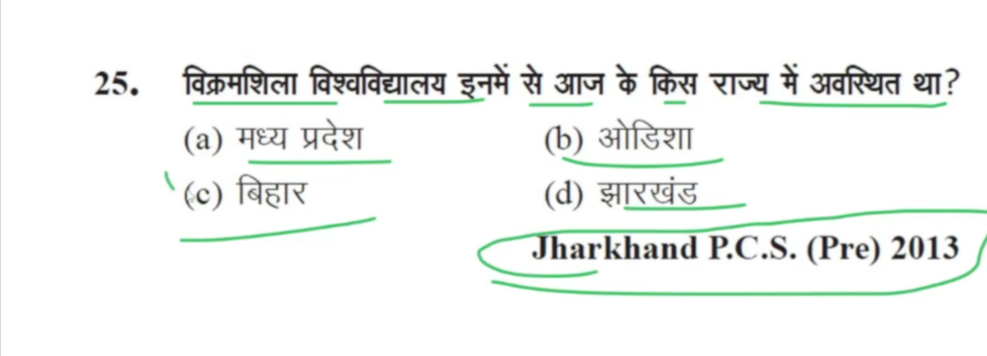 25. विक्रमशिला विश्वविद्यालय इनमें से आज के किस राज्य में अवस्थित था?
(a) मध्य प्रदेश (b) ओडिशा
(c) बिहार (d) झारखंड
Jharkhand P.C.S. (Pre) 2013